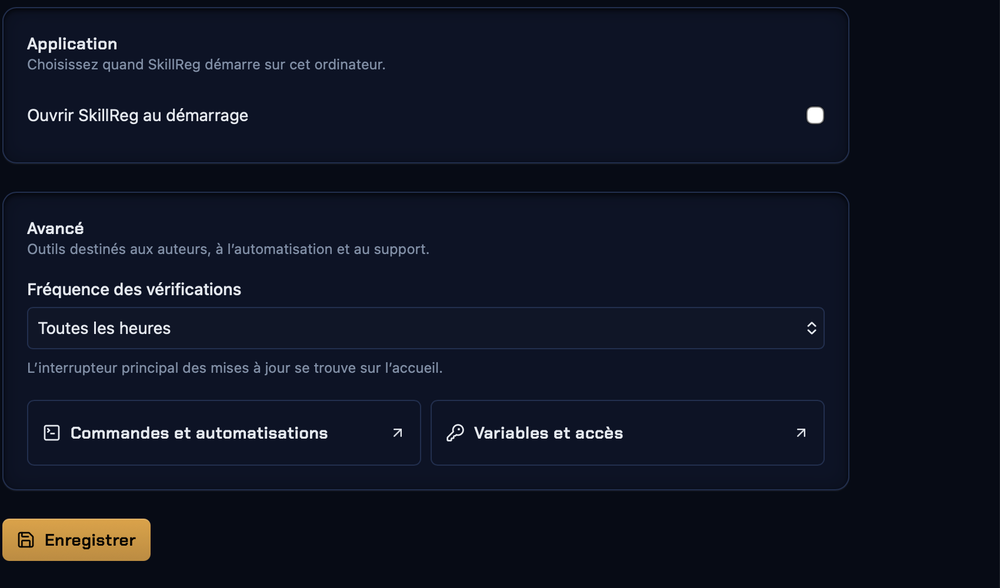 Application
Choisissez quand SkillReg démarre sur cet ordinateur.
Ouvrir SkillReg au démarrage
Avancé
Outils destinés aux auteurs, à l’automatisation et au support.
Fréquence des vérifications
Toutes les heures
L’interrupteur principal des mises à jour se trouve sur l’accueil.
Commandes et automatisations
Variables et accès
Enregistrer